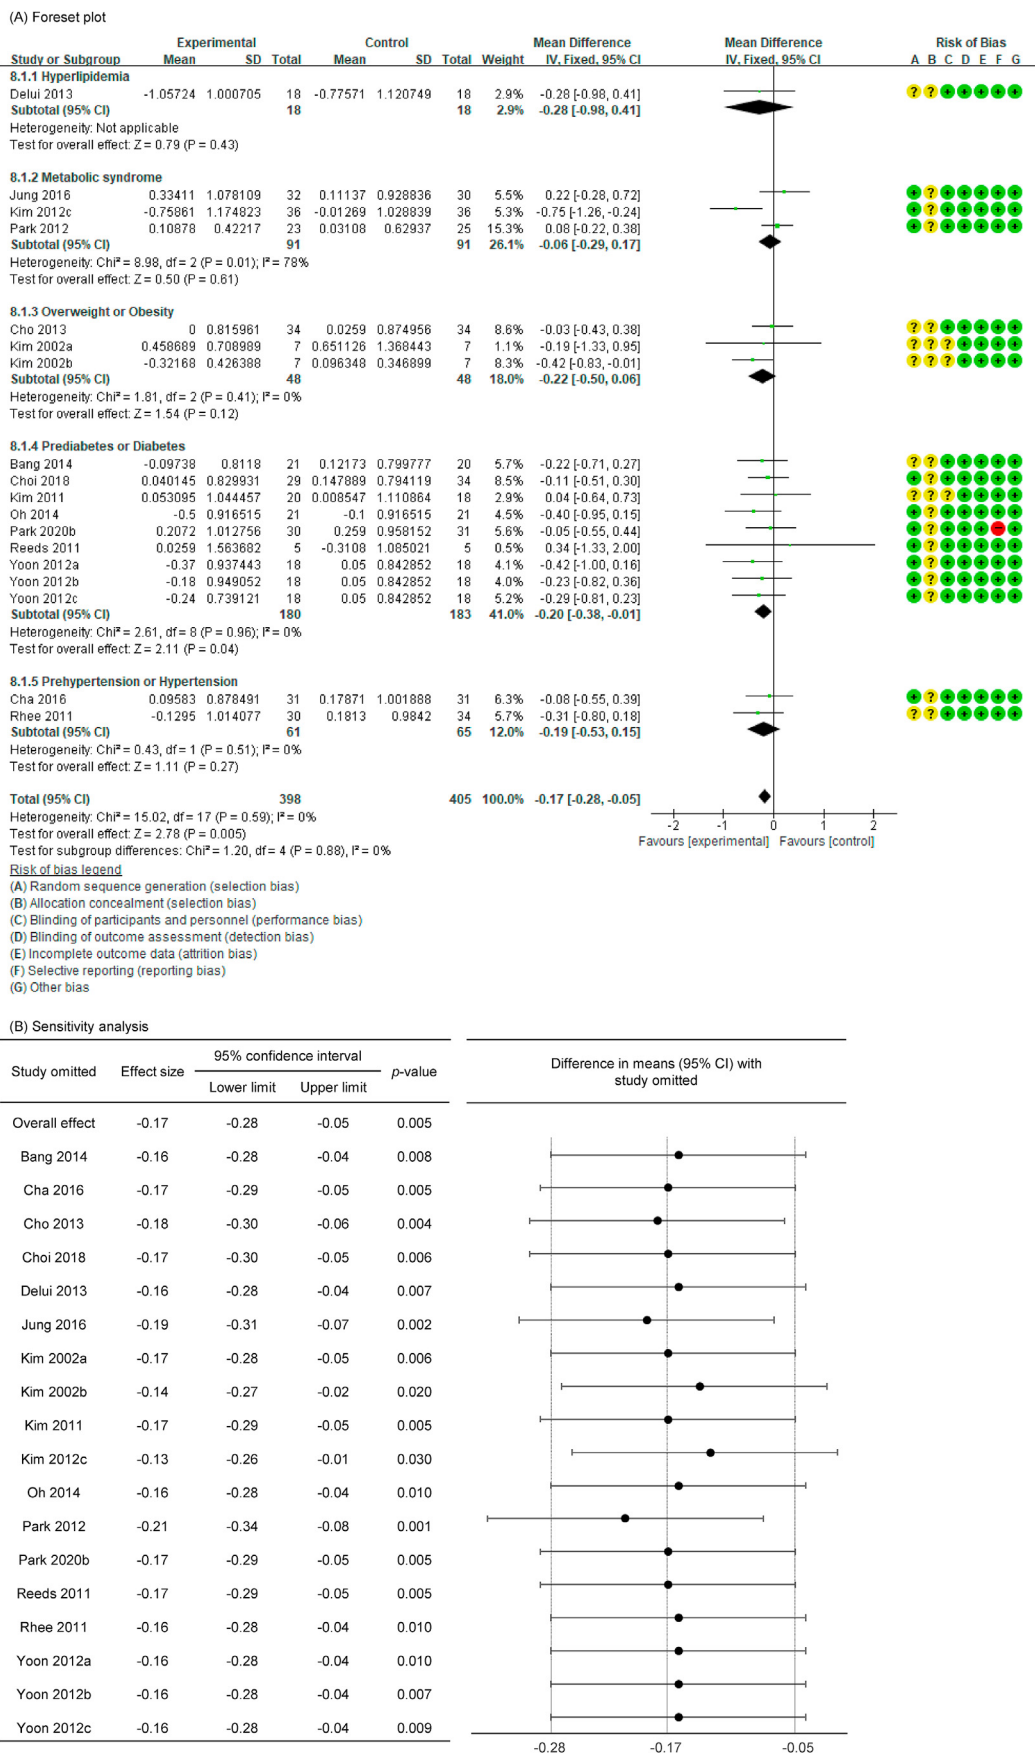 (A) Foreset plot
Experimental Control Mean Difference Mean Difference Risk of Bias
Study or Subgroup Mean SD Total Mean SD Total Weight IV, Fixed, 95% CI IV, Fixed, 95% CI A B C D E F G
8.1.1 Hyperlipidemia
Delui 2013 -1.05724 1.000705 18 -0.77571 1.120749 18 2.9% -0.28 [-0.98, 0.41] ? ? + + + + +
Subtotal (95% CI) 18 18 2.9% -0.28 [-0.98, 0.41]
Heterogeneity: Not applicable
Test for overall effect: Z = 0.79 (P = 0.43)
8.1.2 Metabolic syndrome
Jung 2016 0.33411 1.078109 32 0.11137 0.928836 30 5.5% 0.22 [-0.28, 0.72] + ? + + + + +
Kim 2012c -0.75861 1.174823 36 -0.01269 1.028839 36 5.3% -0.75 [-1.26, -0.24] + ? + + + + +
Park 2012 0.10878 0.42217 23 0.03108 0.62937 25 15.3% 0.08 [-0.22, 0.38] + ? + + + + +
Subtotal (95% CI) 91 91 26.1% -0.06 [-0.29, 0.17]
Heterogeneity: Chi² = 8.98, df = 2 (P = 0.01); I² = 78%
Test for overall effect: Z = 0.50 (P = 0.61)
8.1.3 Overweight or Obesity
Cho 2013 0 0.815961 34 0.0259 0.874956 34 8.6% -0.03 [-0.43, 0.38] ? ? + + + + +
Kim 2002a 0.458689 0.708989 7 0.651126 1.368443 7 1.1% -0.19 [-1.33, 0.95] ? ? ? + + + +
Kim 2002b -0.32168 0.426388 7 0.096348 0.346899 7 8.3% -0.42 [-0.83, -0.01] ? ? ? + + + +
Subtotal (95% CI) 48 48 18.0% -0.22 [-0.50, 0.06]
Heterogeneity: Chi² = 1.81, df = 2 (P = 0.41); I² = 0%
Test for overall effect: Z = 1.54 (P = 0.12)
8.1.4 Prediabetes or Diabetes
Bang 2014 -0.09738 0.8118 21 0.12173 0.799777 20 5.7% -0.22 [-0.71, 0.27] ? ? + + + + +
Choi 2018 0.040145 0.829931 29 0.147889 0.794119 34 8.5% -0.11 [-0.51, 0.30] + ? + + + + +
Kim 2011 0.053095 1.044457 20 0.008547 1.110864 18 2.9% 0.04 [-0.64, 0.73] ? ? ? + + + +
Oh 2014 -0.5 0.916515 21 -0.1 0.916515 21 4.5% -0.40 [-0.95, 0.15] + ? + + + + +
Park 2020b 0.2072 1.012756 30 0.259 0.958152 31 5.6% -0.05 [-0.55, 0.44] + ? + + + − +
Reeds 2011 0.0259 1.563682 5 -0.3108 1.085021 5 0.5% 0.34 [-1.33, 2.00] + ? + + + + +
Yoon 2012a -0.37 0.937443 18 0.05 0.842852 18 4.1% -0.42 [-1.00, 0.16] + ? + + + + +
Yoon 2012b -0.18 0.949052 18 0.05 0.842852 18 4.0% -0.23 [-0.82, 0.36] + ? + + + + +
Yoon 2012c -0.24 0.739121 18 0.05 0.842852 18 5.2% -0.29 [-0.81, 0.23] + ? + + + + +
Subtotal (95% CI) 180 183 41.0% -0.20 [-0.38, -0.01]
Heterogeneity: Chi² = 2.61, df = 8 (P = 0.96); I² = 0%
Test for overall effect: Z = 2.11 (P = 0.04)
8.1.5 Prehypertension or Hypertension
Cha 2016 0.09583 0.878491 31 0.17871 1.001888 31 6.3% -0.08 [-0.55, 0.39] + ? + + + + +
Rhee 2011 -0.1295 1.014077 30 0.1813 0.9842 34 5.7% -0.31 [-0.80, 0.18] ? ? + + + + +
Subtotal (95% CI) 61 65 12.0% -0.19 [-0.53, 0.15]
Heterogeneity: Chi² = 0.43, df = 1 (P = 0.51); I² = 0%
Test for overall effect: Z = 1.11 (P = 0.27)
Total (95% CI) 398 405 100.0% -0.17 [-0.28, -0.05]
Heterogeneity: Chi² = 15.02, df = 17 (P = 0.59); I² = 0%
Test for overall effect: Z = 2.78 (P = 0.005)
Test for subgroup differences: Chi² = 1.20, df = 4 (P = 0.88), I² = 0%
-2 -1 0 1 2
Favours [experimental] Favours [control]
Risk of bias legend
(A) Random sequence generation (selection bias)
(B) Allocation concealment (selection bias)
(C) Blinding of participants and personnel (performance bias)
(D) Blinding of outcome assessment (detection bias)
(E) Incomplete outcome data (attrition bias)
(F) Selective reporting (reporting bias)
(G) Other bias
(B) Sensitivity analysis
Study omitted Effect size 95% confidence interval p-value
Lower limit Upper limit
Difference in means (95% CI) with
study omitted
Overall effect -0.17 -0.28 -0.05 0.005
Bang 2014 -0.16 -0.28 -0.04 0.008
Cha 2016 -0.17 -0.29 -0.05 0.005
Cho 2013 -0.18 -0.30 -0.06 0.004
Choi 2018 -0.17 -0.30 -0.05 0.006
Delui 2013 -0.16 -0.28 -0.04 0.007
Jung 2016 -0.19 -0.31 -0.07 0.002
Kim 2002a -0.17 -0.28 -0.05 0.006
Kim 2002b -0.14 -0.27 -0.02 0.020
Kim 2011 -0.17 -0.29 -0.05 0.005
Kim 2012c -0.13 -0.26 -0.01 0.030
Oh 2014 -0.16 -0.28 -0.04 0.010
Park 2012 -0.21 -0.34 -0.08 0.001
Park 2020b -0.17 -0.29 -0.05 0.005
Reeds 2011 -0.17 -0.29 -0.05 0.005
Rhee 2011 -0.16 -0.28 -0.04 0.010
Yoon 2012a -0.16 -0.28 -0.04 0.010
Yoon 2012b -0.16 -0.28 -0.04 0.007
Yoon 2012c -0.16 -0.28 -0.04 0.009
-0.28 -0.17 -0.05